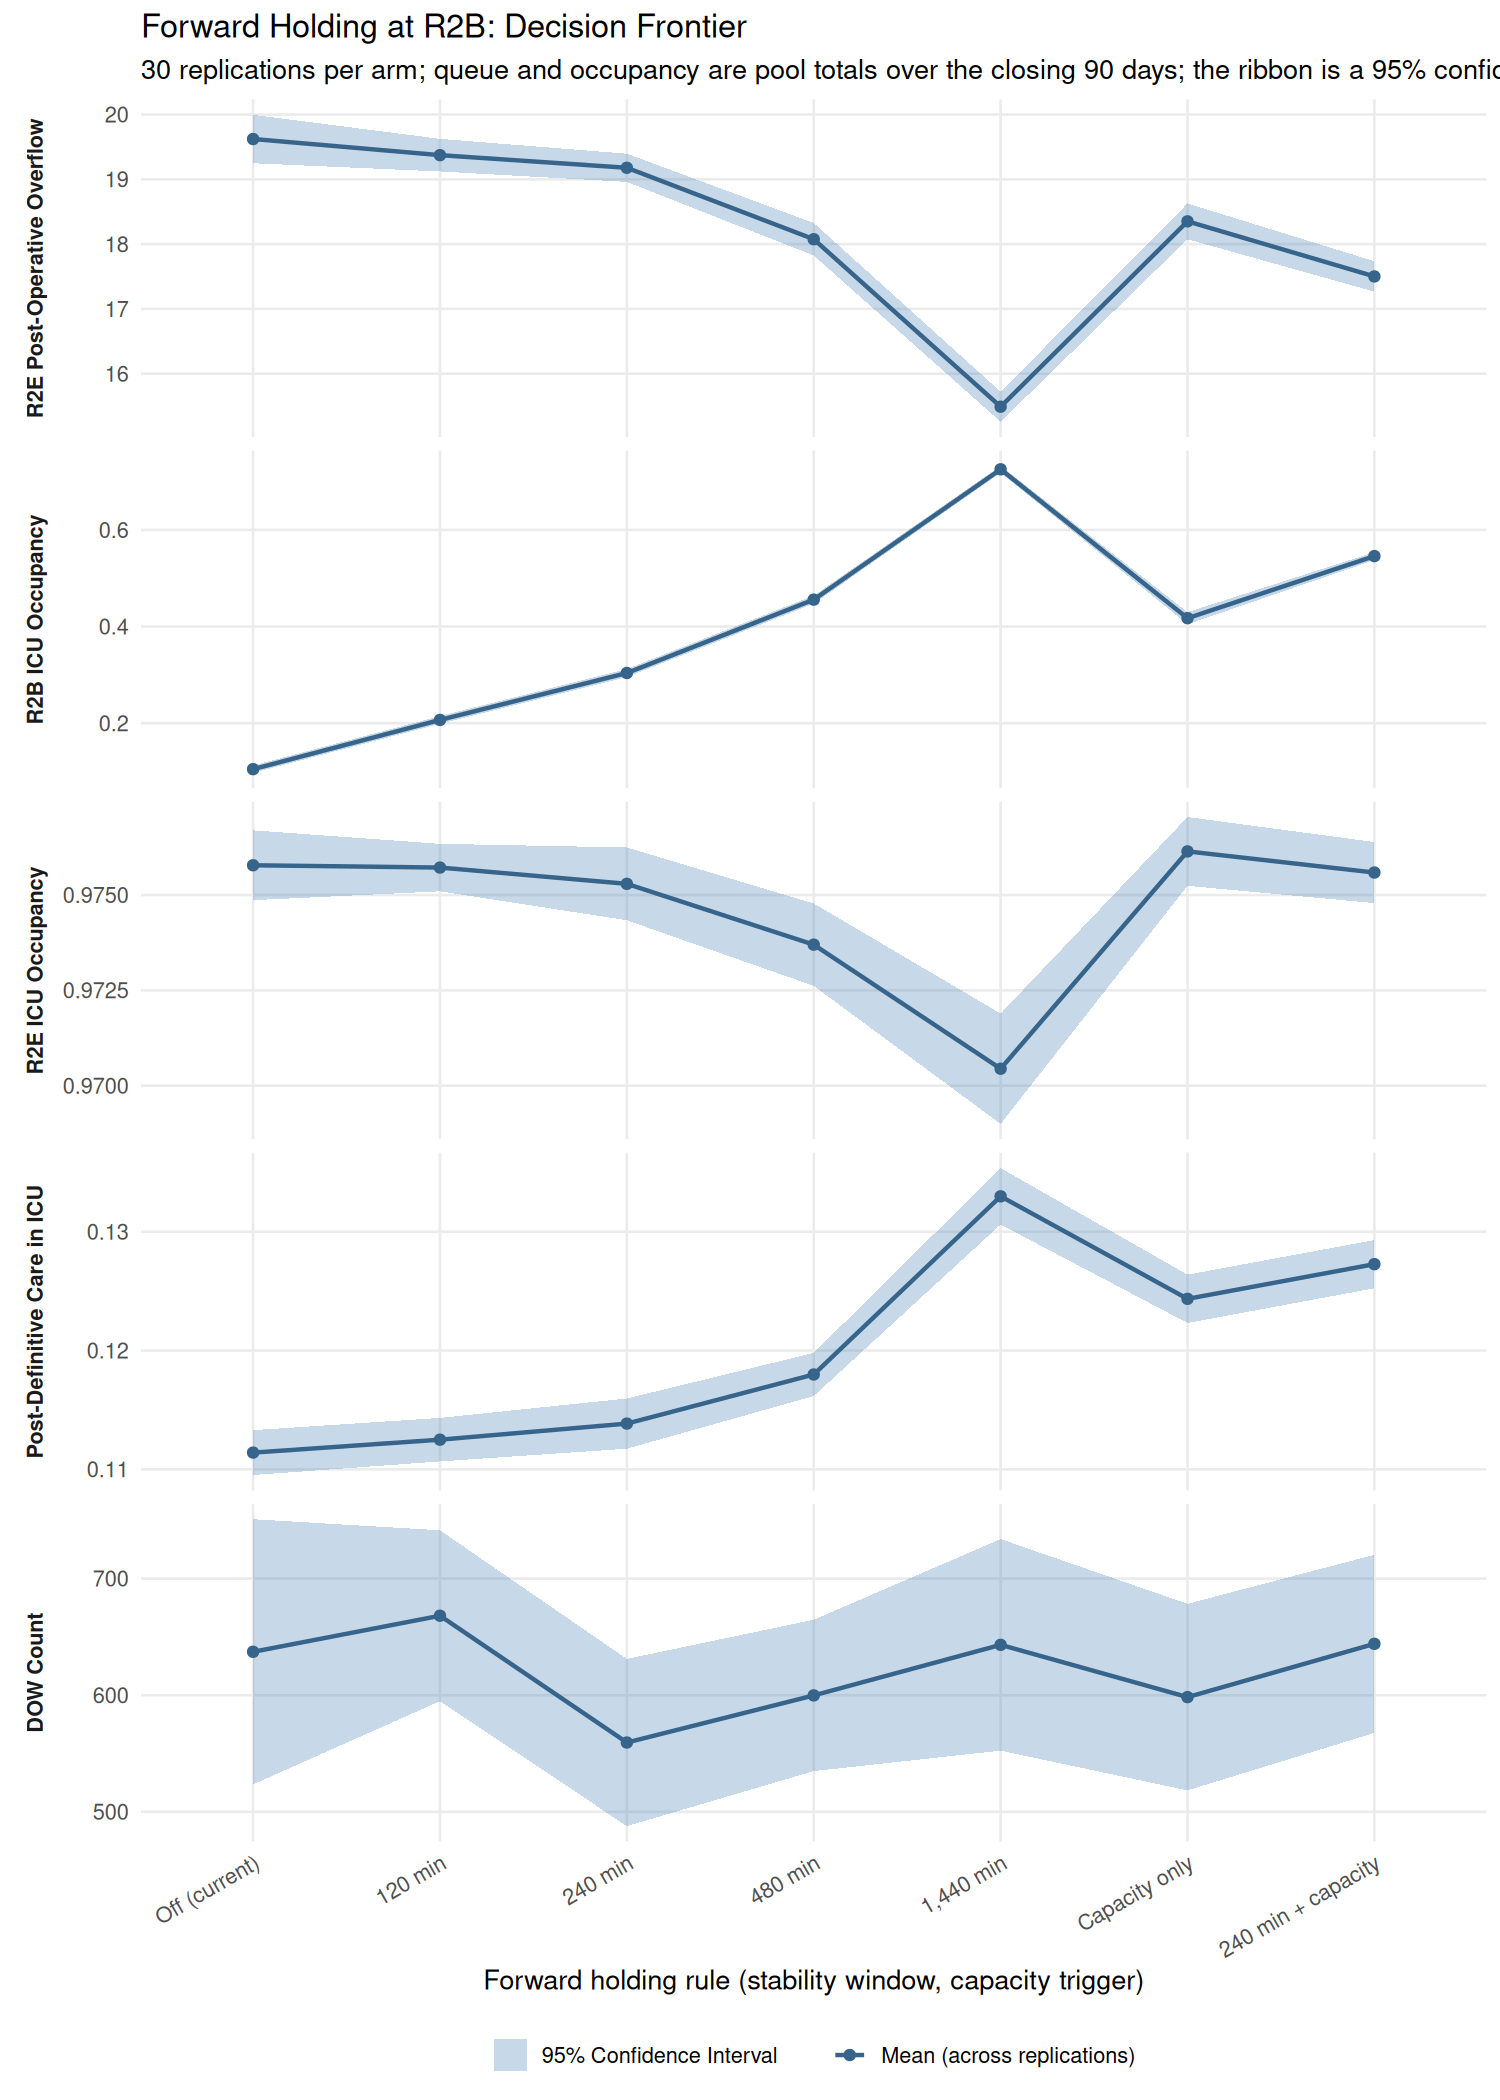 Forward Holding at R2B: Decision Frontier
30 replications per arm; queue and occupancy are pool totals over the closing 90 days; the ribbon is a 95%
R2E Post-Operative Overflow
20
19
18
17
16
R2B ICU Occupancy
0.6
0.4
0.2
R2E ICU Occupancy
0.9750
0.9725
0.9700
Post-Definitive Care in ICU
0.13
0.12
0.11
DOW Count
700
600
500
Off (current)
120 min
240 min
480 min
1,440 min
Capacity only
240 min + capacity
Forward holding rule (stability window, capacity trigger)
95% Confidence Interval
Mean (across replications)